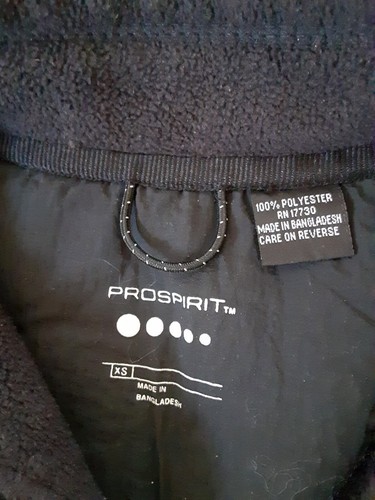 100% POLYESTER
RN 17730
MADE IN BANGLADESH
CARE ON REVERSE
PROSPIRIT™
XS
MADE IN
BANGLADESH